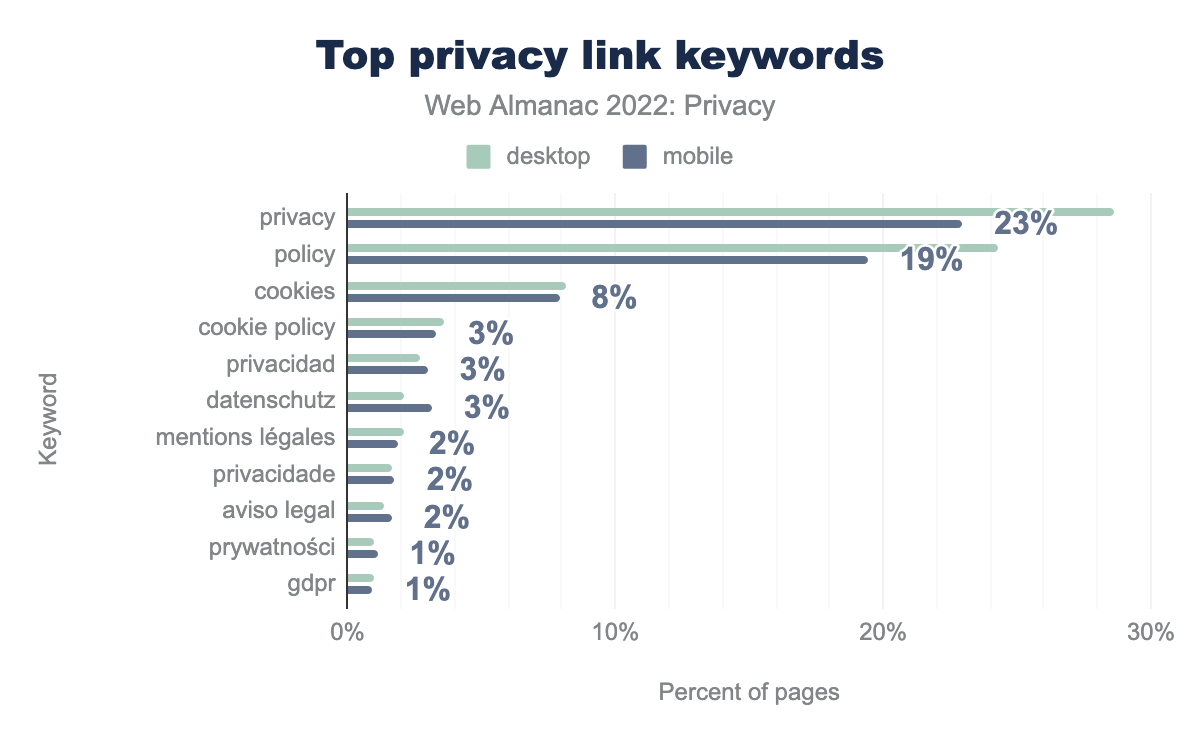 Top privacy link keywords
Web Almanac 2022: Privacy
desktop mobile
privacy 23%
policy 19%
cookies 8%
cookie policy 3%
privacidad 3%
datenschutz 3%
mentions légales 2%
privacidade 2%
aviso legal 2%
prywatności 1%
gdpr 1%
Keyword
0% 10% 20% 30%
Percent of pages